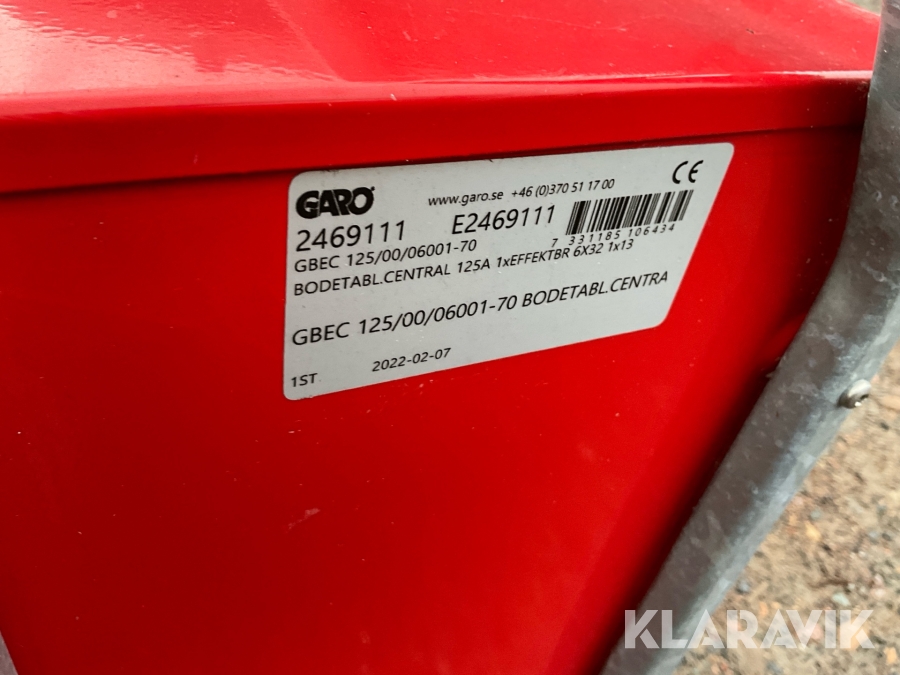 GARO
www.garo.se +46 (0)370 51 17 00
CE
2469111 E2469111
7 331185 106434
GBEC 125/00/06001-70
BODETABL.CENTRAL 125A 1xEFFEKTBR 6X32 1x13
GBEC 125/00/06001-70 BODETABL.CENTRA
1ST 2022-02-07
KLARAVIK